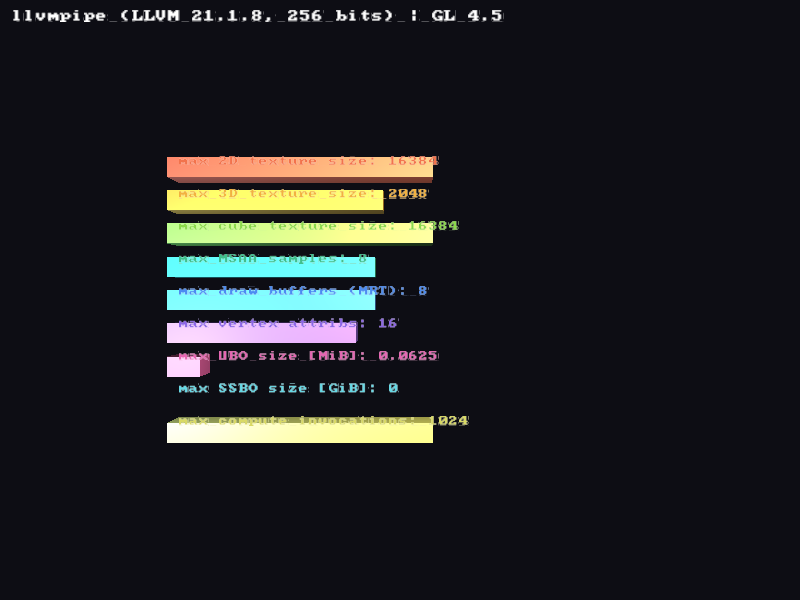 llvmpipe (LLVM 21.1.8, 256 bits) | GL 4.5
max 2D texture size: 16384
max 3D texture size: 2048
max cube texture size: 16384
max MSAA samples: 8
max draw buffers (MRT): 8
max vertex attribs: 16
max UBO size [MiB]: 0.0625
max SSBO size [GiB]: 0
max compute invocations: 1024